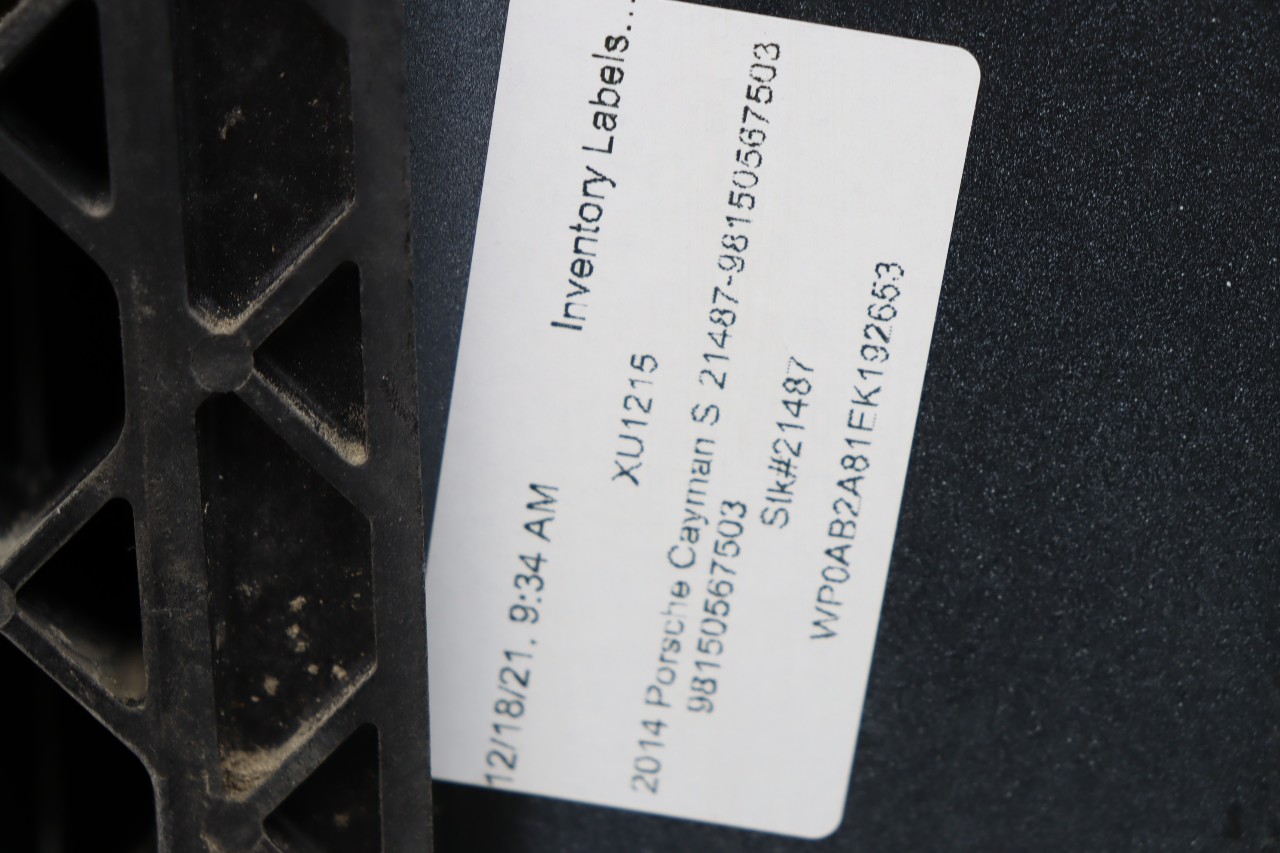 12/18/21, 9:34 AM
Inventory Labels...
XU1215
2014 Porsche Cayman S 21487-98150567503
98150567503
Stk#21487
WP0AB2A81EK192653